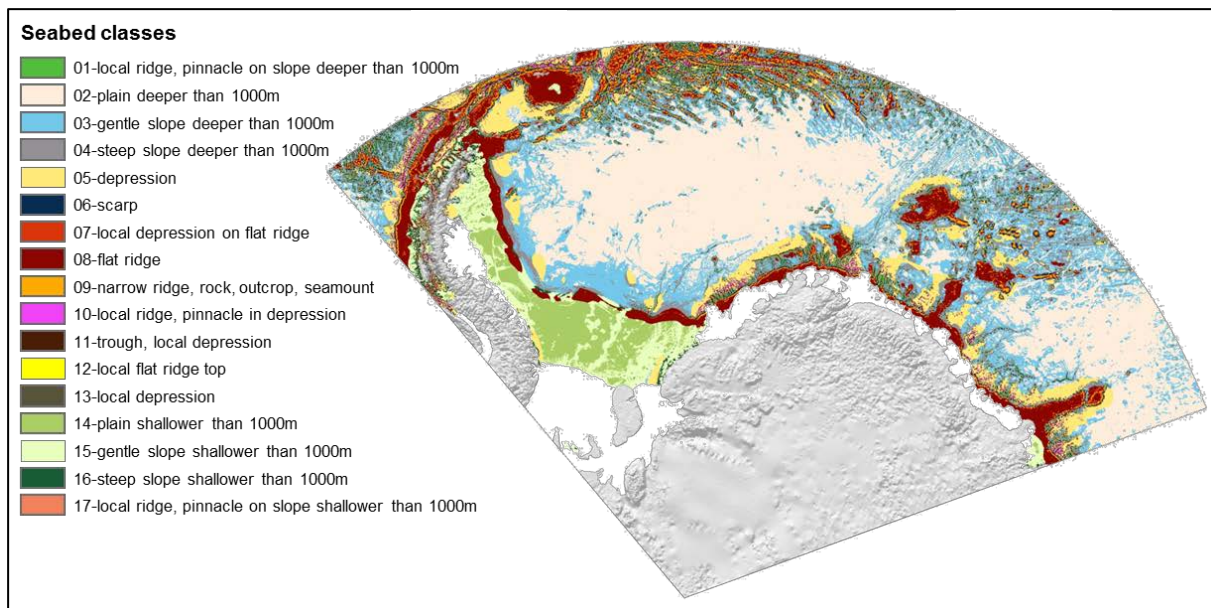 Seabed classes
01-local ridge, pinnacle on slope deeper than 1000m
02-plain deeper than 1000m
03-gentle slope deeper than 1000m
04-steep slope deeper than 1000m
05-depression
06-scarp
07-local depression on flat ridge
08-flat ridge
09-narrow ridge, rock, outcrop, seamount
10-local ridge, pinnacle in depression
11-trough, local depression
12-local flat ridge top
13-local depression
14-plain shallower than 1000m
15-gentle slope shallower than 1000m
16-steep slope shallower than 1000m
17-local ridge, pinnacle on slope shallower than 1000m